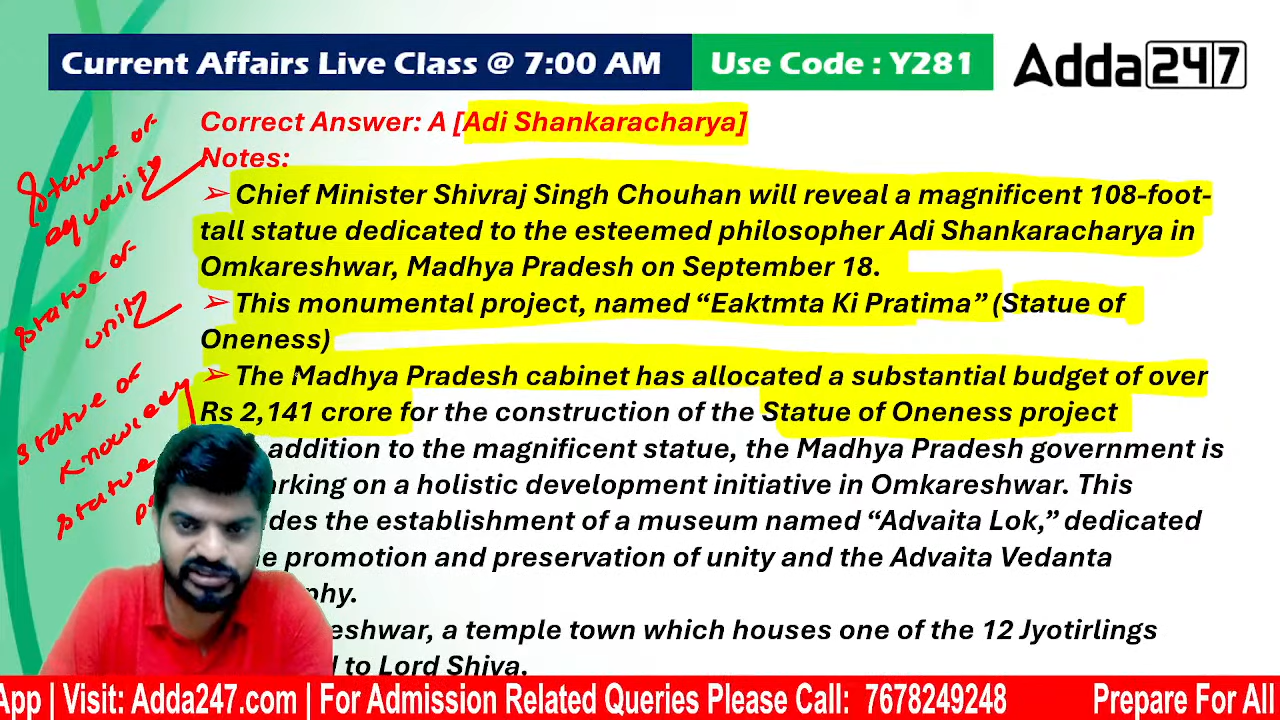 Current Affairs Live Class @ 7:00 AM
Use Code : Y281
Adda247
Correct Answer: A [Adi Shankaracharya]
Notes:
➢ Chief Minister Shivraj Singh Chouhan will reveal a magnificent 108-foot-
tall statue dedicated to the esteemed philosopher Adi Shankaracharya in
Omkareshwar, Madhya Pradesh on September 18.
➢ This monumental project, named “Eaktmta Ki Pratima” (Statue of
Oneness)
➢ The Madhya Pradesh cabinet has allocated a substantial budget of over
Rs 2,141 crore for the construction of the Statue of Oneness project
addition to the magnificent statue, the Madhya Pradesh government is
on a holistic development initiative in Omkareshwar. This
the establishment of a museum named “Advaita Lok,” dedicated
promotion and preservation of unity and the Advaita Vedanta
a temple town which houses one of the 12 Jyotirlings
to Lord Shiva.
Statue of
equality
Statue of
unity
Statue of
Statue
App | Visit: Adda247.com | For Admission Related Queries Please Call: 7678249248 Prepare For All